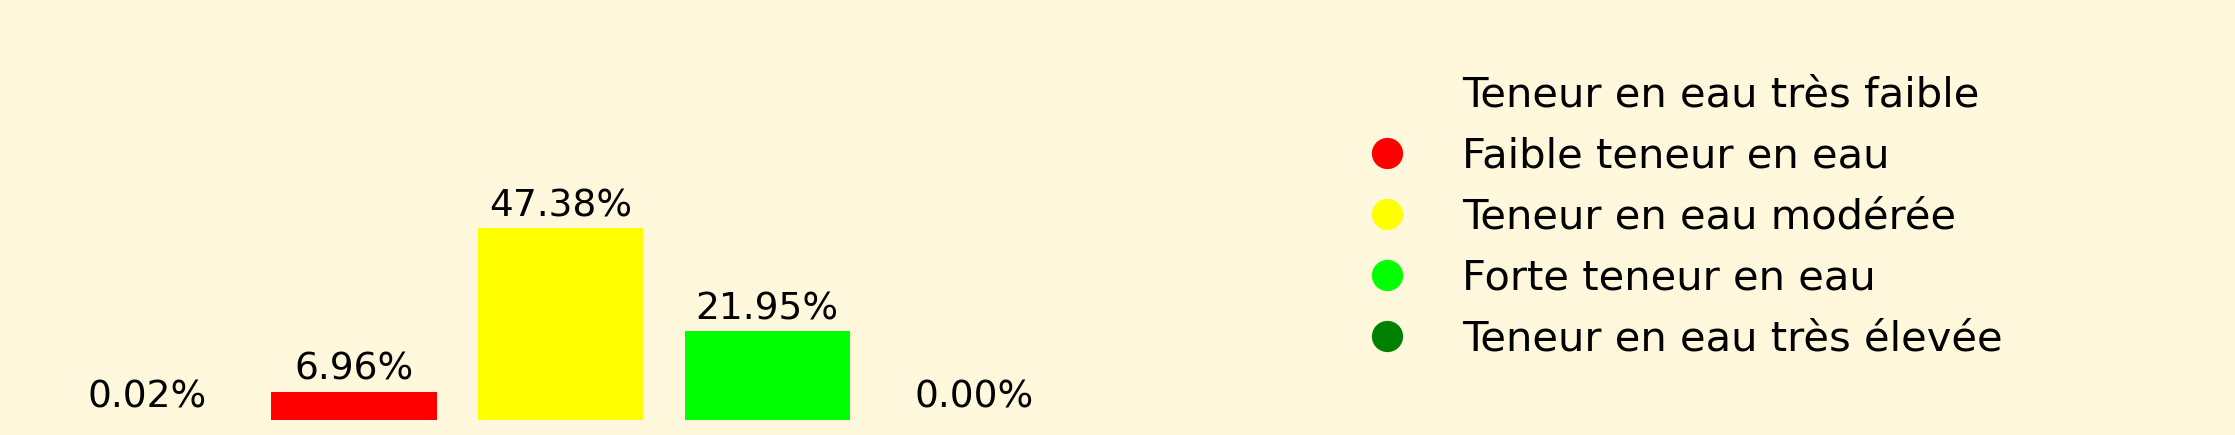 0.02%
6.96%
47.38%
21.95%
0.00%
Teneur en eau très faible
Faible teneur en eau
Teneur en eau modérée
Forte teneur en eau
Teneur en eau très élevée